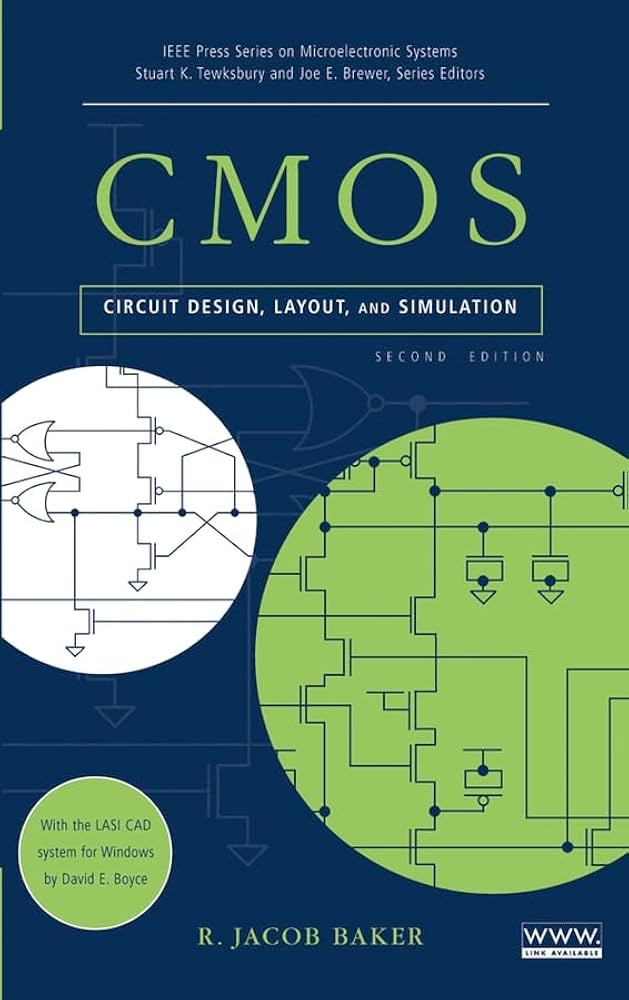 IEEE Press Series on Microelectronic Systems
Stuart K. Tewksbury and Joe E. Brewer, Series Editors
CMOS
CIRCUIT DESIGN, LAYOUT, AND SIMULATION
SECOND EDITION
With the LASI CAD
system for Windows
by David E. Boyce
R. JACOB BAKER
WWW.
LINK AVAILABLE